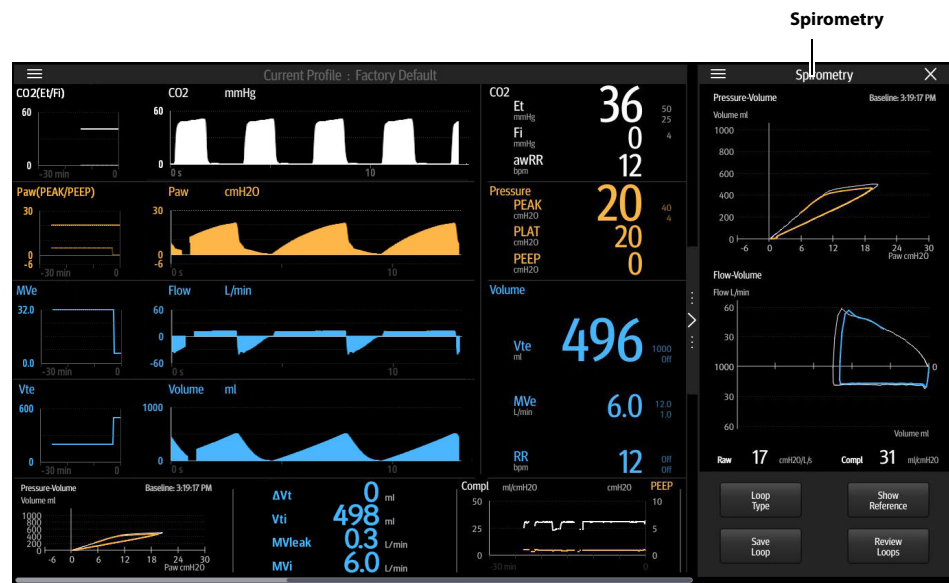 Spirometry
Current Profile : Factory Default
CO2(Et/Fi)
60
0
-30 min
0
CO2 mmHg
60
0
0 s
10
CO2
Et
mmHg
36
50
25
Fi
mmHg
0
4
awRR
bpm
12
Paw(PEAK/PEEP)
30
0
-6
-30 min
0
Paw cmH2O
30
0
-6
0 s
10
Pressure
PEAK
cmH2O
20
40
4
PLAT
cmH2O
20
PEEP
cmH2O
0
MVe
32.0
0.0
-30 min
0
Flow L/min
60
0
-60
0 s
10
Volume
Vte
ml
496
1000
Off
MVe
L/min
6.0
12.0
1.0
RR
bpm
12
Off
Off
Vte
600
0
-30 min
0
Volume ml
1000
0
0 s
10
Pressure-Volume Baseline: 3:19:17 PM
Volume ml
1000
800
600
400
200
0
-6 0 6 12 18 24 30
Paw cmH2O
ΔVt 0 ml
Vti 498 ml
MVleak 0.3 L/min
MVi 6.0 L/min
Compl ml/cmH2O cmH2O PEEP
50 10
25 5
0 0
-30 min 0
Spirometry
Pressure-Volume Baseline: 3:19:17 PM
Volume ml
1000
800
600
400
200
0
-6 0 6 12 18 24 30
Paw cmH2O
Flow-Volume
Flow L/min
60
30
1000 0
30
60
Volume ml
Raw 17 cmH2O/L/s Compl 31 ml/cmH2O
Loop
Type
Show
Reference
Save
Loop
Review
Loops